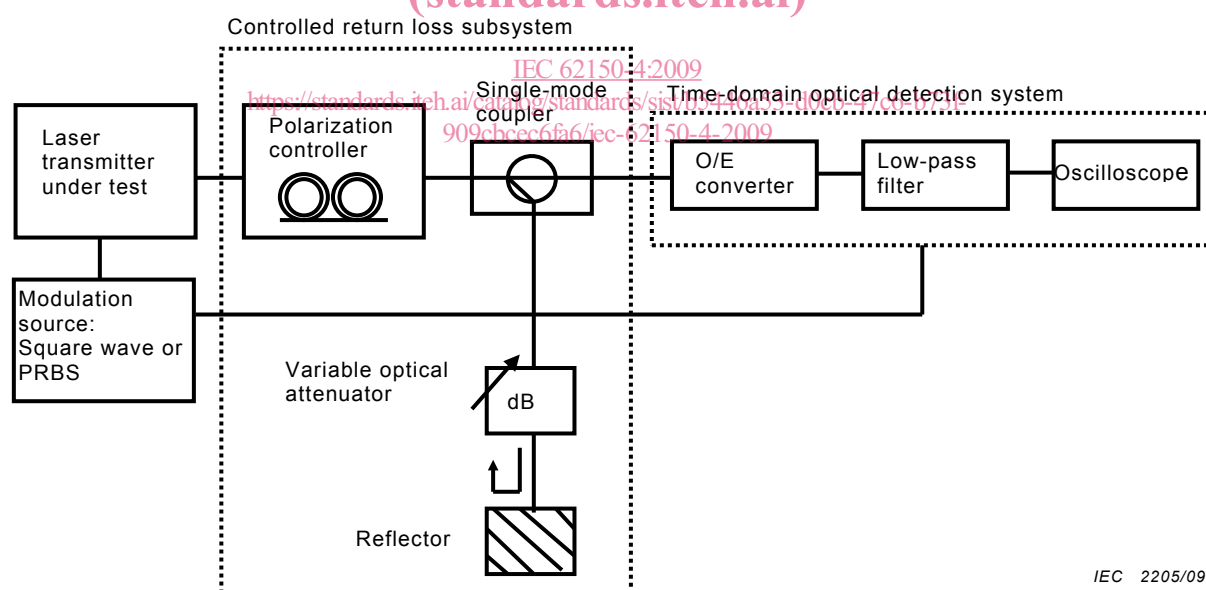 (standards.iteh.ai)
Controlled return loss subsystem
IEC 62150-4:2009
Single-mode
coupler
Time-domain optical detection system
Polarization
controller
Laser
transmitter
under test
O/E
converter
Low-pass
filter
Oscilloscope
Modulation
source:
Square wave or
PRBS
Variable optical
attenuator
dB
Reflector
IEC 2205/09